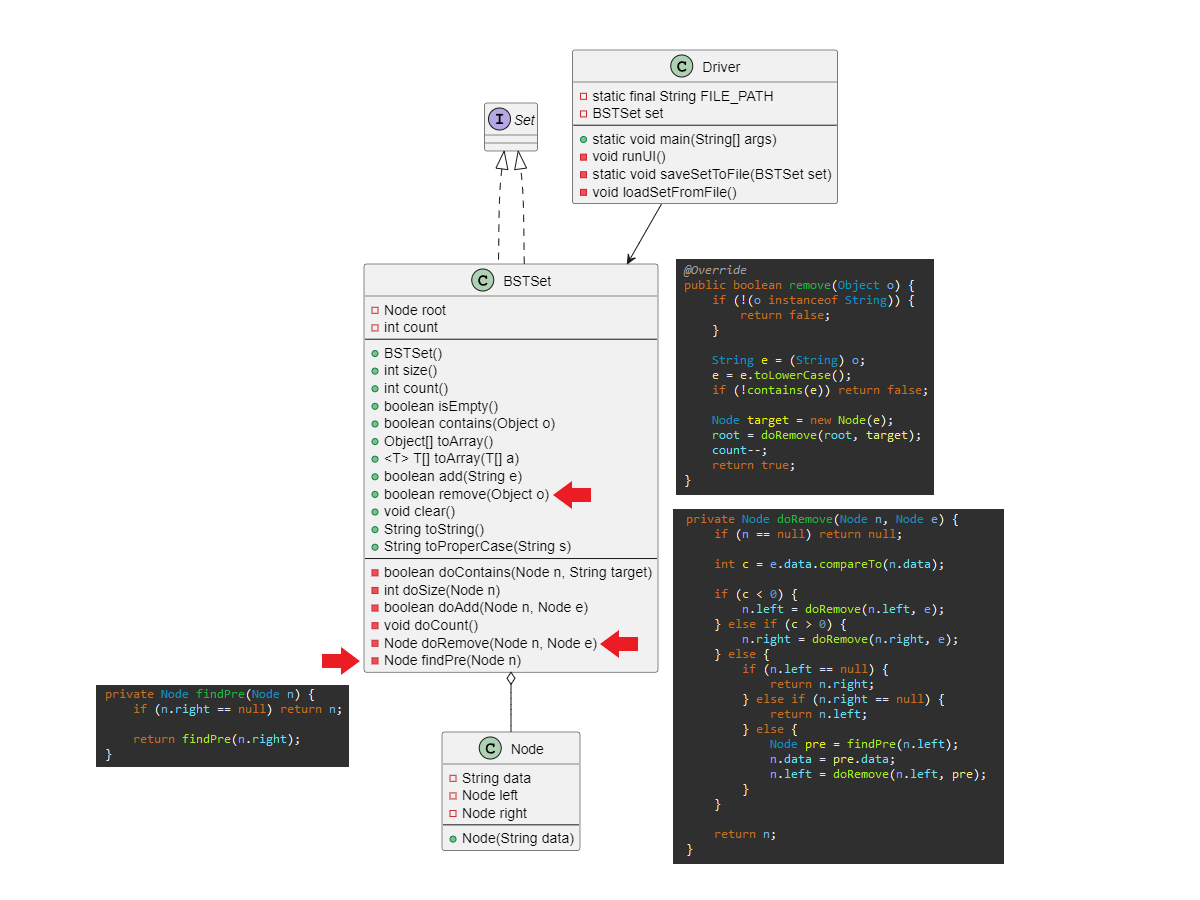 C Driver
static final String FILE_PATH
BSTSet set
static void main(String[] args)
void runUI()
static void saveSetToFile(BSTSet set)
void loadSetFromFile()
I Set
C BSTSet
Node root
int count
BSTSet()
int size()
int count()
boolean isEmpty()
boolean contains(Object o)
Object[] toArray()
<T> T[] toArray(T[] a)
boolean add(String e)
boolean remove(Object o)
void clear()
String toString()
String toProperCase(String s)
boolean doContains(Node n, String target)
int doSize(Node n)
boolean doAdd(Node n, Node e)
void doCount()
Node doRemove(Node n, Node e)
Node findPre(Node n)
@Override
public boolean remove(Object o) {
if (!(o instanceof String)) {
return false;
}
String e = (String) o;
e = e.toLowerCase();
if (!contains(e)) return false;
Node target = new Node(e);
root = doRemove(root, target);
count--;
return true;
}
private Node doRemove(Node n, Node e) {
if (n == null) return null;
int c = e.data.compareTo(n.data);
if (c < 0) {
n.left = doRemove(n.left, e);
} else if (c > 0) {
n.right = doRemove(n.right, e);
} else {
if (n.left == null) {
return n.right;
} else if (n.right == null) {
return n.left;
} else {
Node pre = findPre(n.left);
n.data = pre.data;
n.left = doRemove(n.left, pre);
}
}
return n;
}
private Node findPre(Node n) {
if (n.right == null) return n;
return findPre(n.right);
}
C Node
String data
Node left
Node right
Node(String data)